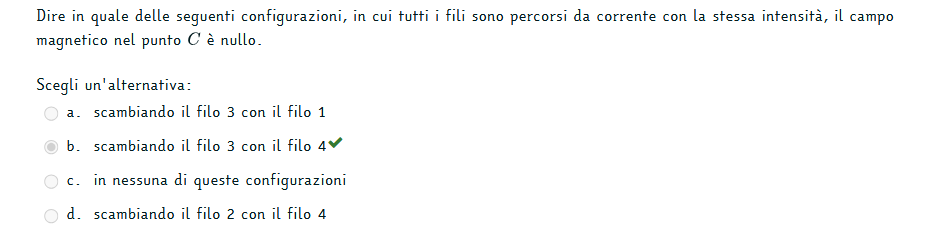 Dire in quale delle seguenti configurazioni, in cui tutti i fili sono percorsi da corrente con la stessa intensità, il campo
magnetico nel punto C è nullo.
Scegli un'alternativa:
a. scambiando il filo 3 con il filo 1
b. scambiando il filo 3 con il filo 4
c. in nessuna di queste configurazioni
d. scambiando il filo 2 con il filo 4